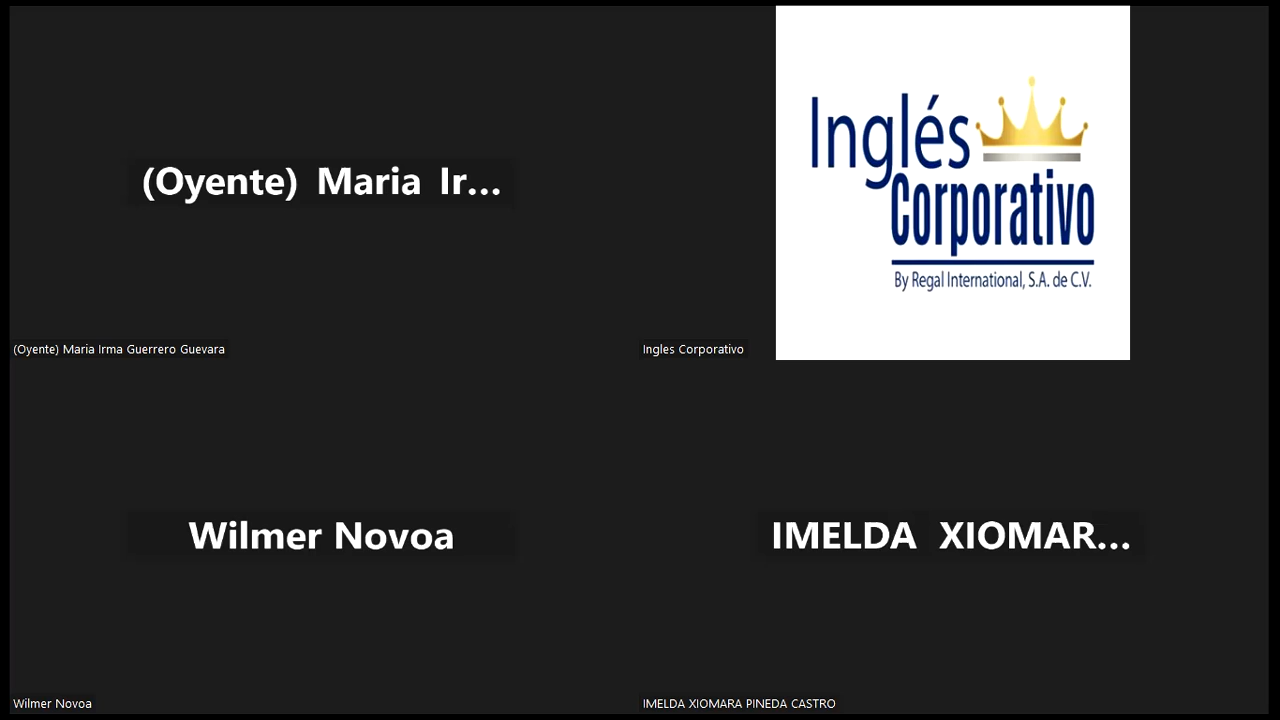 (Oyente) Maria Ir...
(Oyente) Maria Irma Guerrero Guevara
Inglés
Corporativo
By Regal International, S.A. de C.V.
Ingles Corporativo
Wilmer Novoa
Wilmer Novoa
IMELDA XIOMAR...
IMELDA XIOMARA PINEDA CASTRO